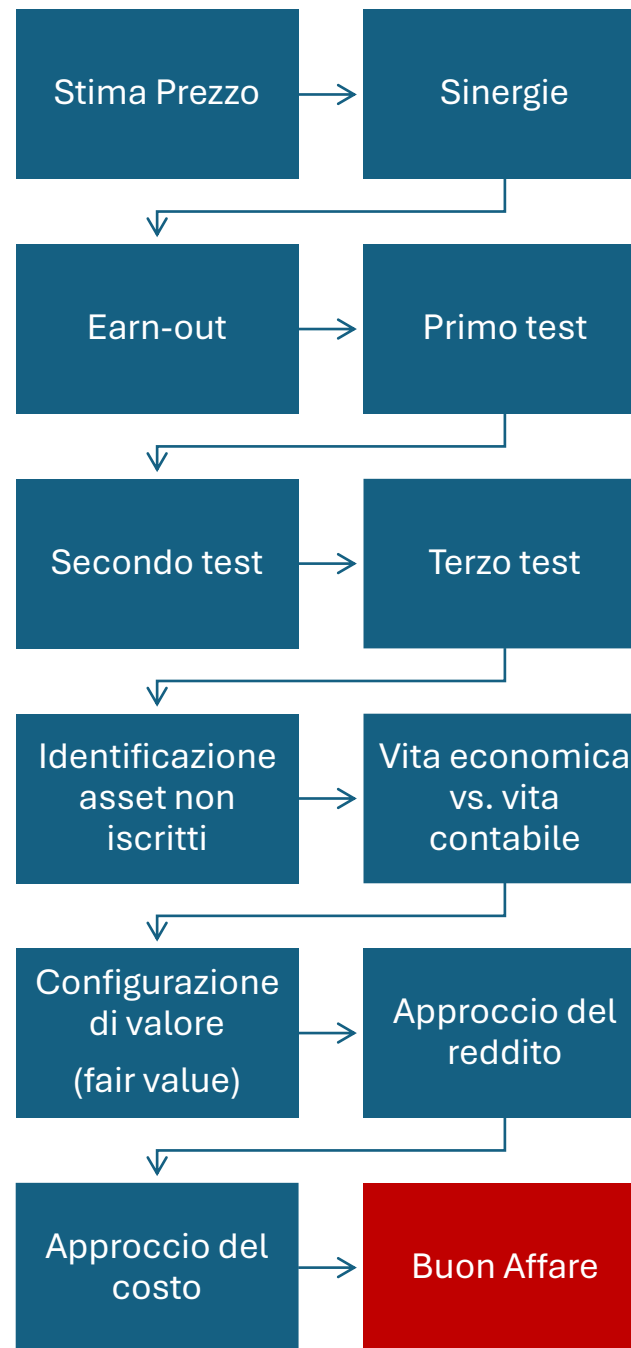 Stima Prezzo
Sinergie
Earn-out
Primo test
Secondo test
Terzo test
Identificazione
asset non
iscritti
Vita economica
vs. vita
contabile
Configurazione
di valore
(fair value)
Approccio del
reddito
Approccio del
costo
Buon Affare